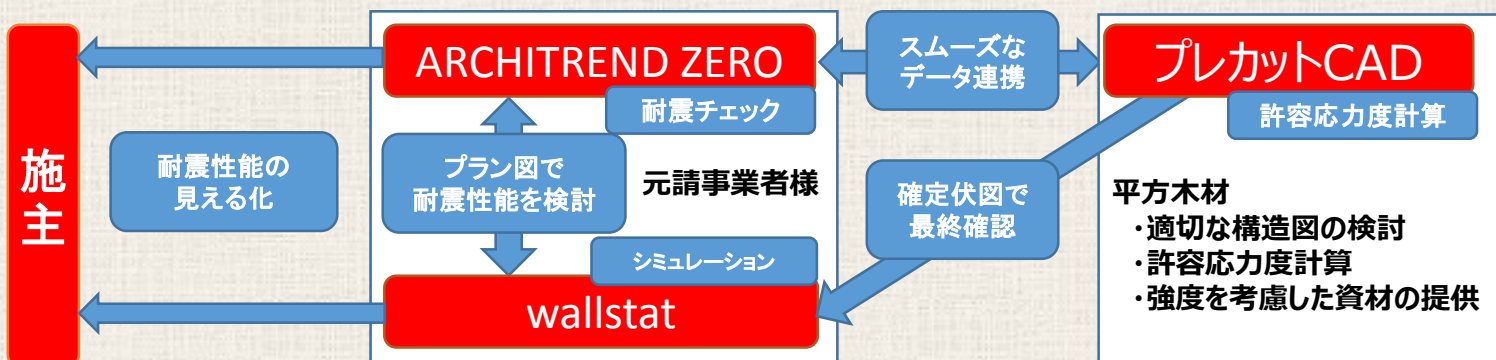 施主
耐震性能の
見える化
ARCHITREND ZERO
耐震チェック
プラン図で
耐震性能を検討
元請事業者様
シミュレーション
wallstat
スムーズな
データ連携
確定伏図で
最終確認
プレカットCAD
許容応力度計算
平方木材
・適切な構造図の検討
・許容応力度計算
・強度を考慮した資材の提供